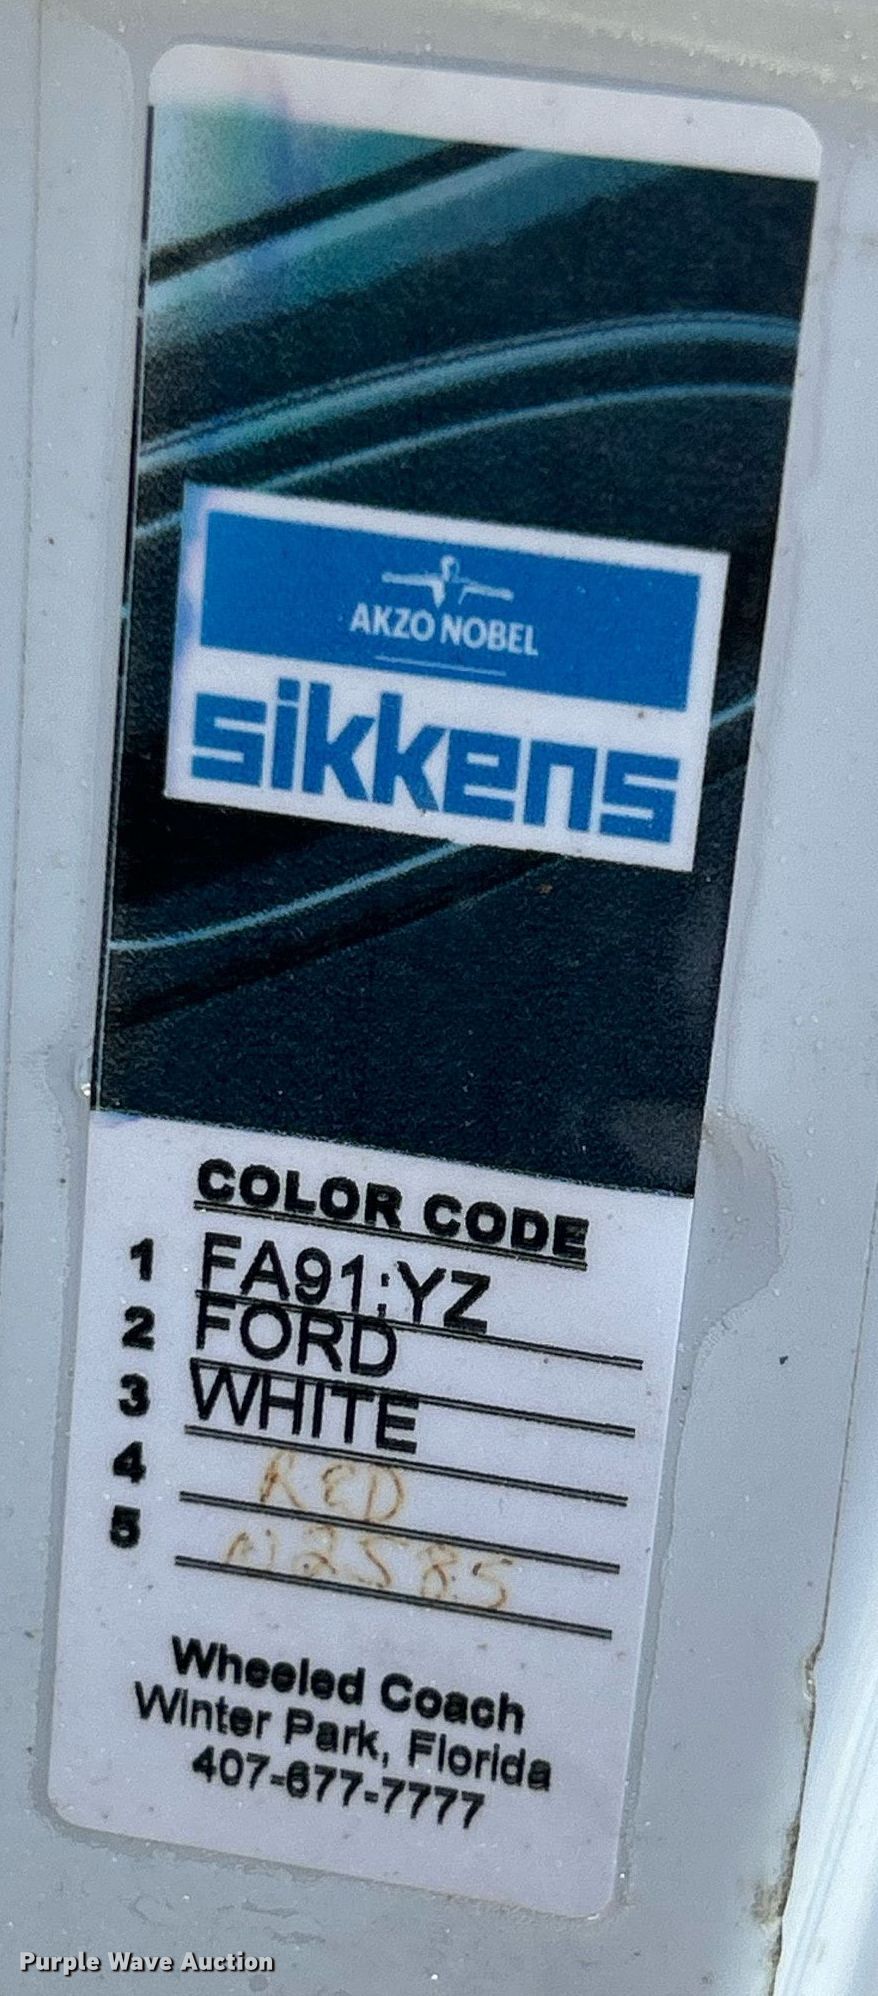 AKZO NOBEL
sikkens
COLOR CODE
1 FA91:YZ
2 FORD
3 WHITE
4 RED
5 N2585
Wheeled Coach
Winter Park, Florida
407-677-7777
Purple Wave Auction